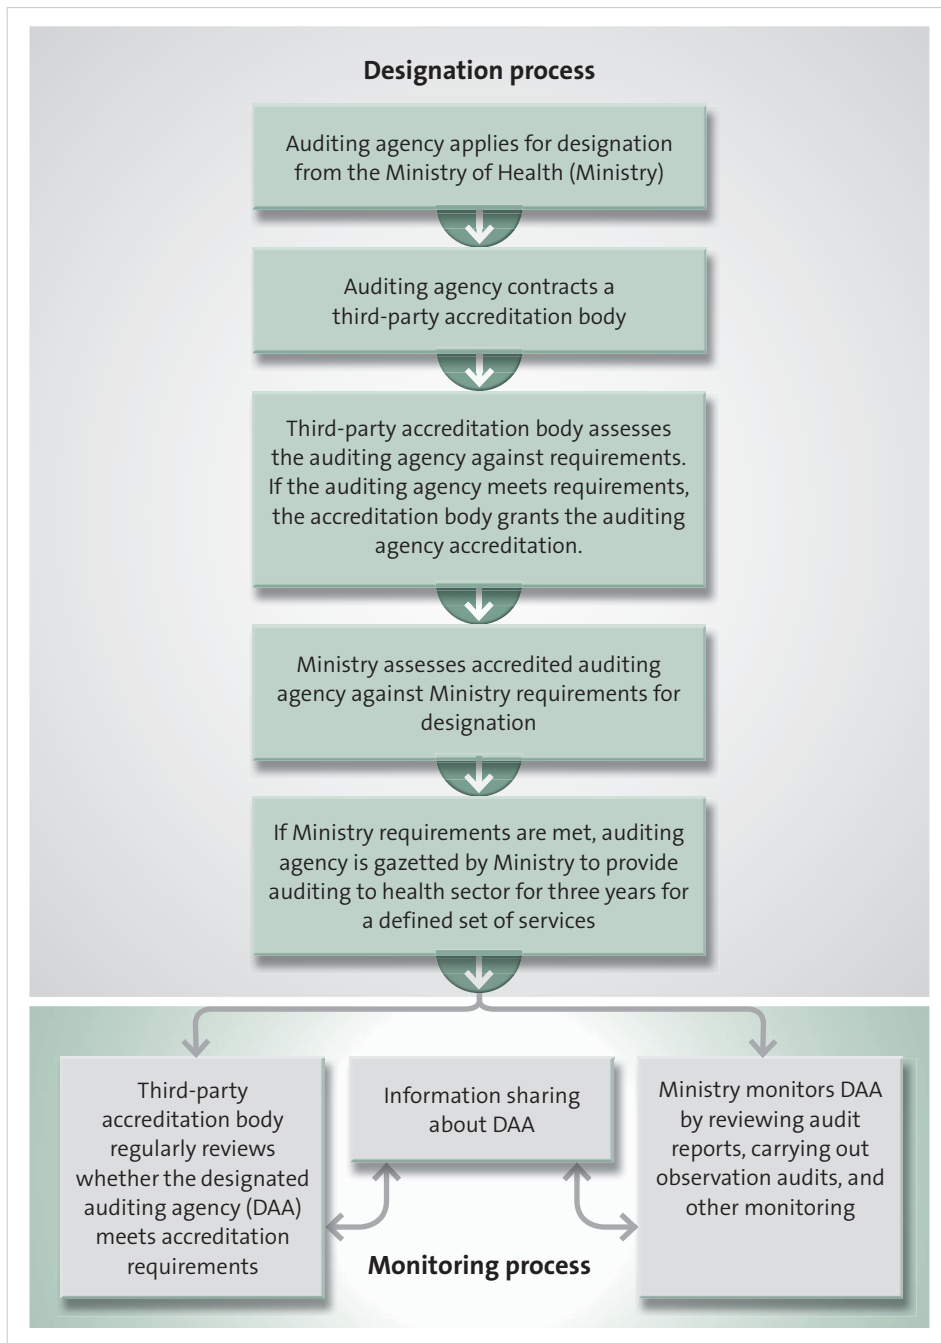 Designation process
Auditing agency applies for designation
from the Ministry of Health (Ministry)
Auditing agency contracts a
third-party accreditation body
Third-party accreditation body assesses
the auditing agency against requirements.
If the auditing agency meets requirements,
the accreditation body grants the auditing
agency accreditation.
Ministry assesses accredited auditing
agency against Ministry requirements for
designation
If Ministry requirements are met, auditing
agency is gazetted by Ministry to provide
auditing to health sector for three years for
a defined set of services
Third-party
accreditation body
regularly reviews
whether the designated
auditing agency (DAA)
meets accreditation
requirements
Information sharing
about DAA
Ministry monitors DAA
by reviewing audit
reports, carrying out
observation audits, and
other monitoring
Monitoring process